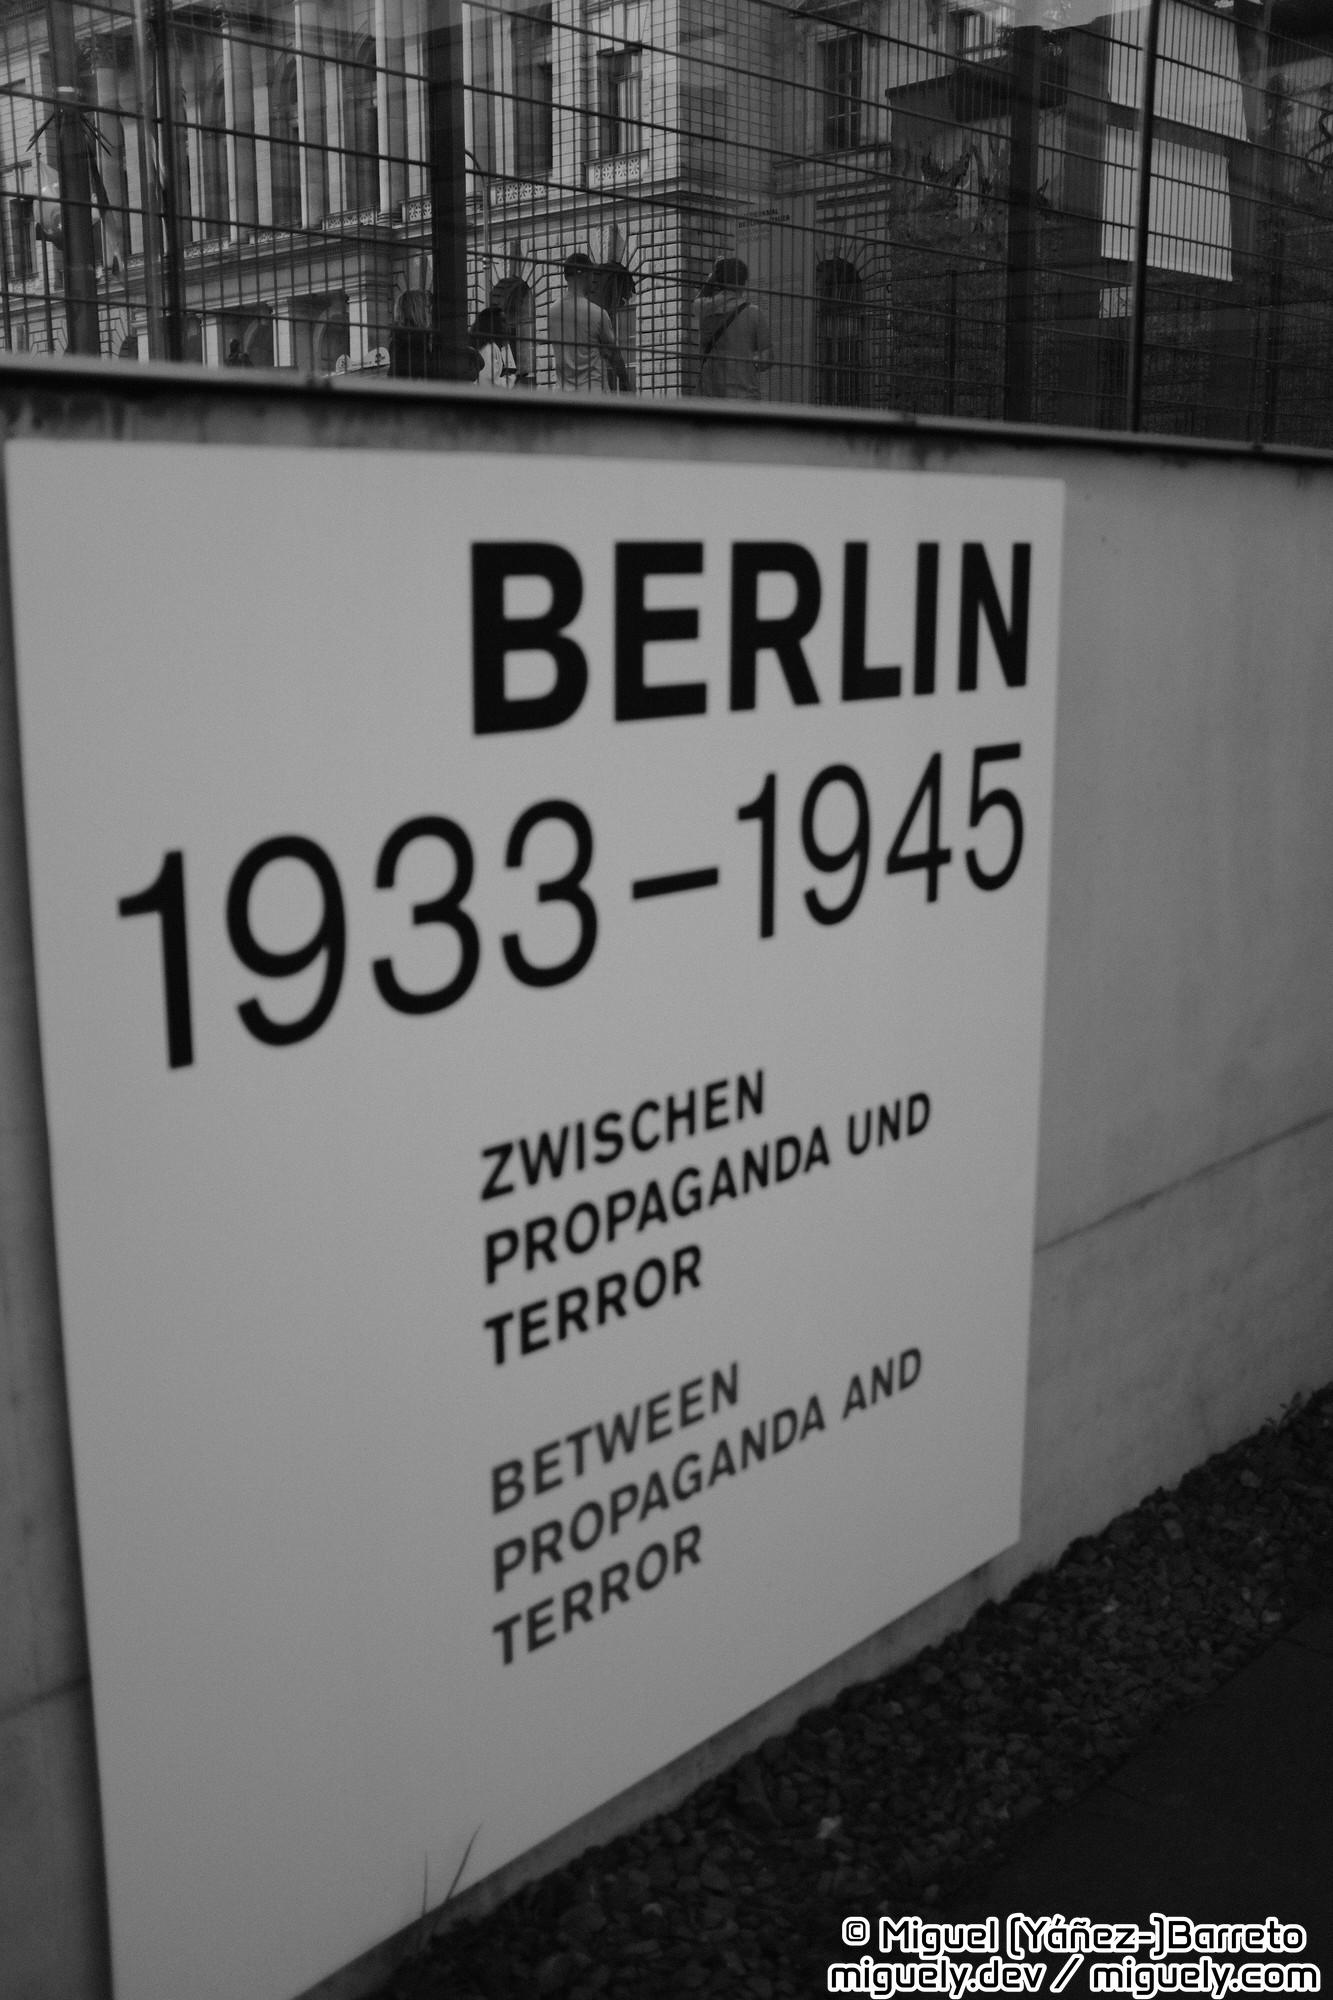 BERLIN
1933–1945
ZWISCHEN
PROPAGANDA UND
TERROR
BETWEEN
PROPAGANDA AND
TERROR
© Miguel (Yáñez-)Barreto
miguely.dev / miguely.com